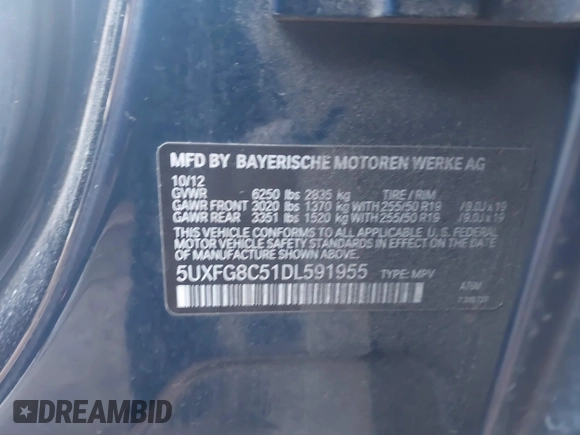 MFD BY BAYERISCHE MOTOREN WERKE AG
10/12
GVWR 6250 lbs 2835 kg TIRE / RIM
GAWR FRONT 3020 lbs 1370 kg WITH 255/50 R19 /9.0J x 19
GAWR REAR 3351 lbs 1520 kg WITH 255/50 R19 /9.0J x 19
THIS VEHICLE CONFORMS TO ALL APPLICABLE U. S. FEDERAL
MOTOR VEHICLE SAFETY STANDARDS IN EFFECT ON THE
DATE OF MANUFACTURE SHOWN ABOVE.
5UXFG8C51DL591955 TYPE: MPV
DREAMBID